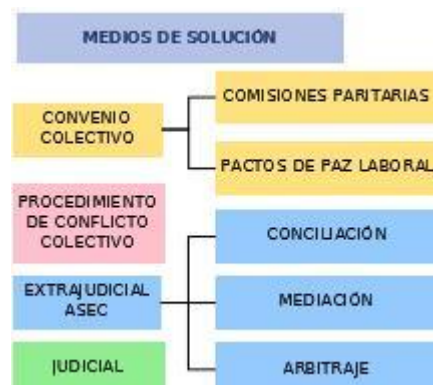 MEDIOS DE SOLUCIÓN
CONVENIO
COLECTIVO
COMISIONES PARITARIAS
PACTOS DE PAZ LABORAL
PROCEDIMIENTO
DE CONFLICTO
COLECTIVO
EXTRAJUDICIAL
ASEC
CONCILIACIÓN
MEDIACIÓN
ARBITRAJE
JUDICIAL